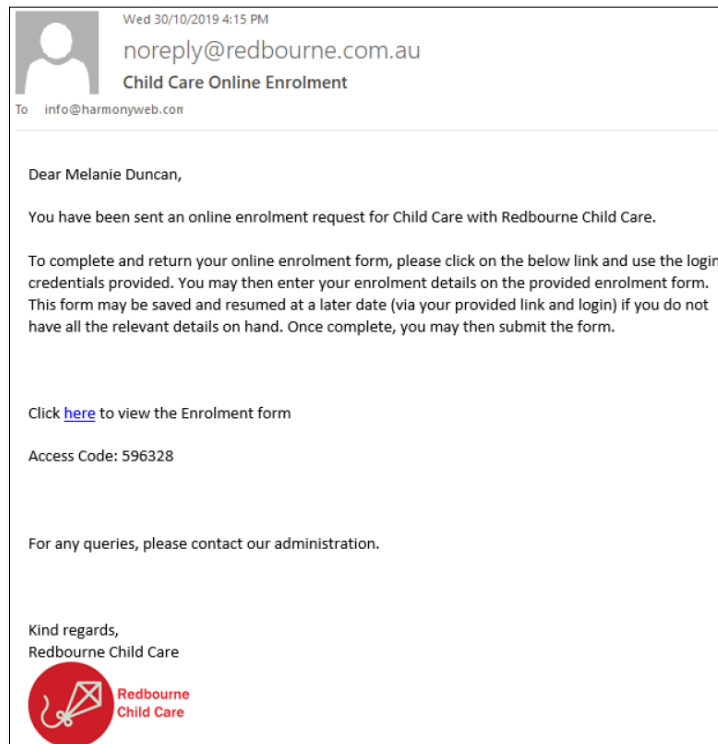 Wed 30/10/2019 4:15 PM
noreply@redbourne.com.au
Child Care Online Enrolment
To info@harmonyweb.com
Dear Melanie Duncan,
You have been sent an online enrolment request for Child Care with Redbourne Child Care.
To complete and return your online enrolment form, please click on the below link and use the login
credentials provided. You may then enter your enrolment details on the provided enrolment form.
This form may be saved and resumed at a later date (via your provided link and login) if you do not
have all the relevant details on hand. Once complete, you may then submit the form.
Click here to view the Enrolment form
Access Code: 596328
For any queries, please contact our administration.
Kind regards,
Redbourne Child Care
Redbourne
Child Care